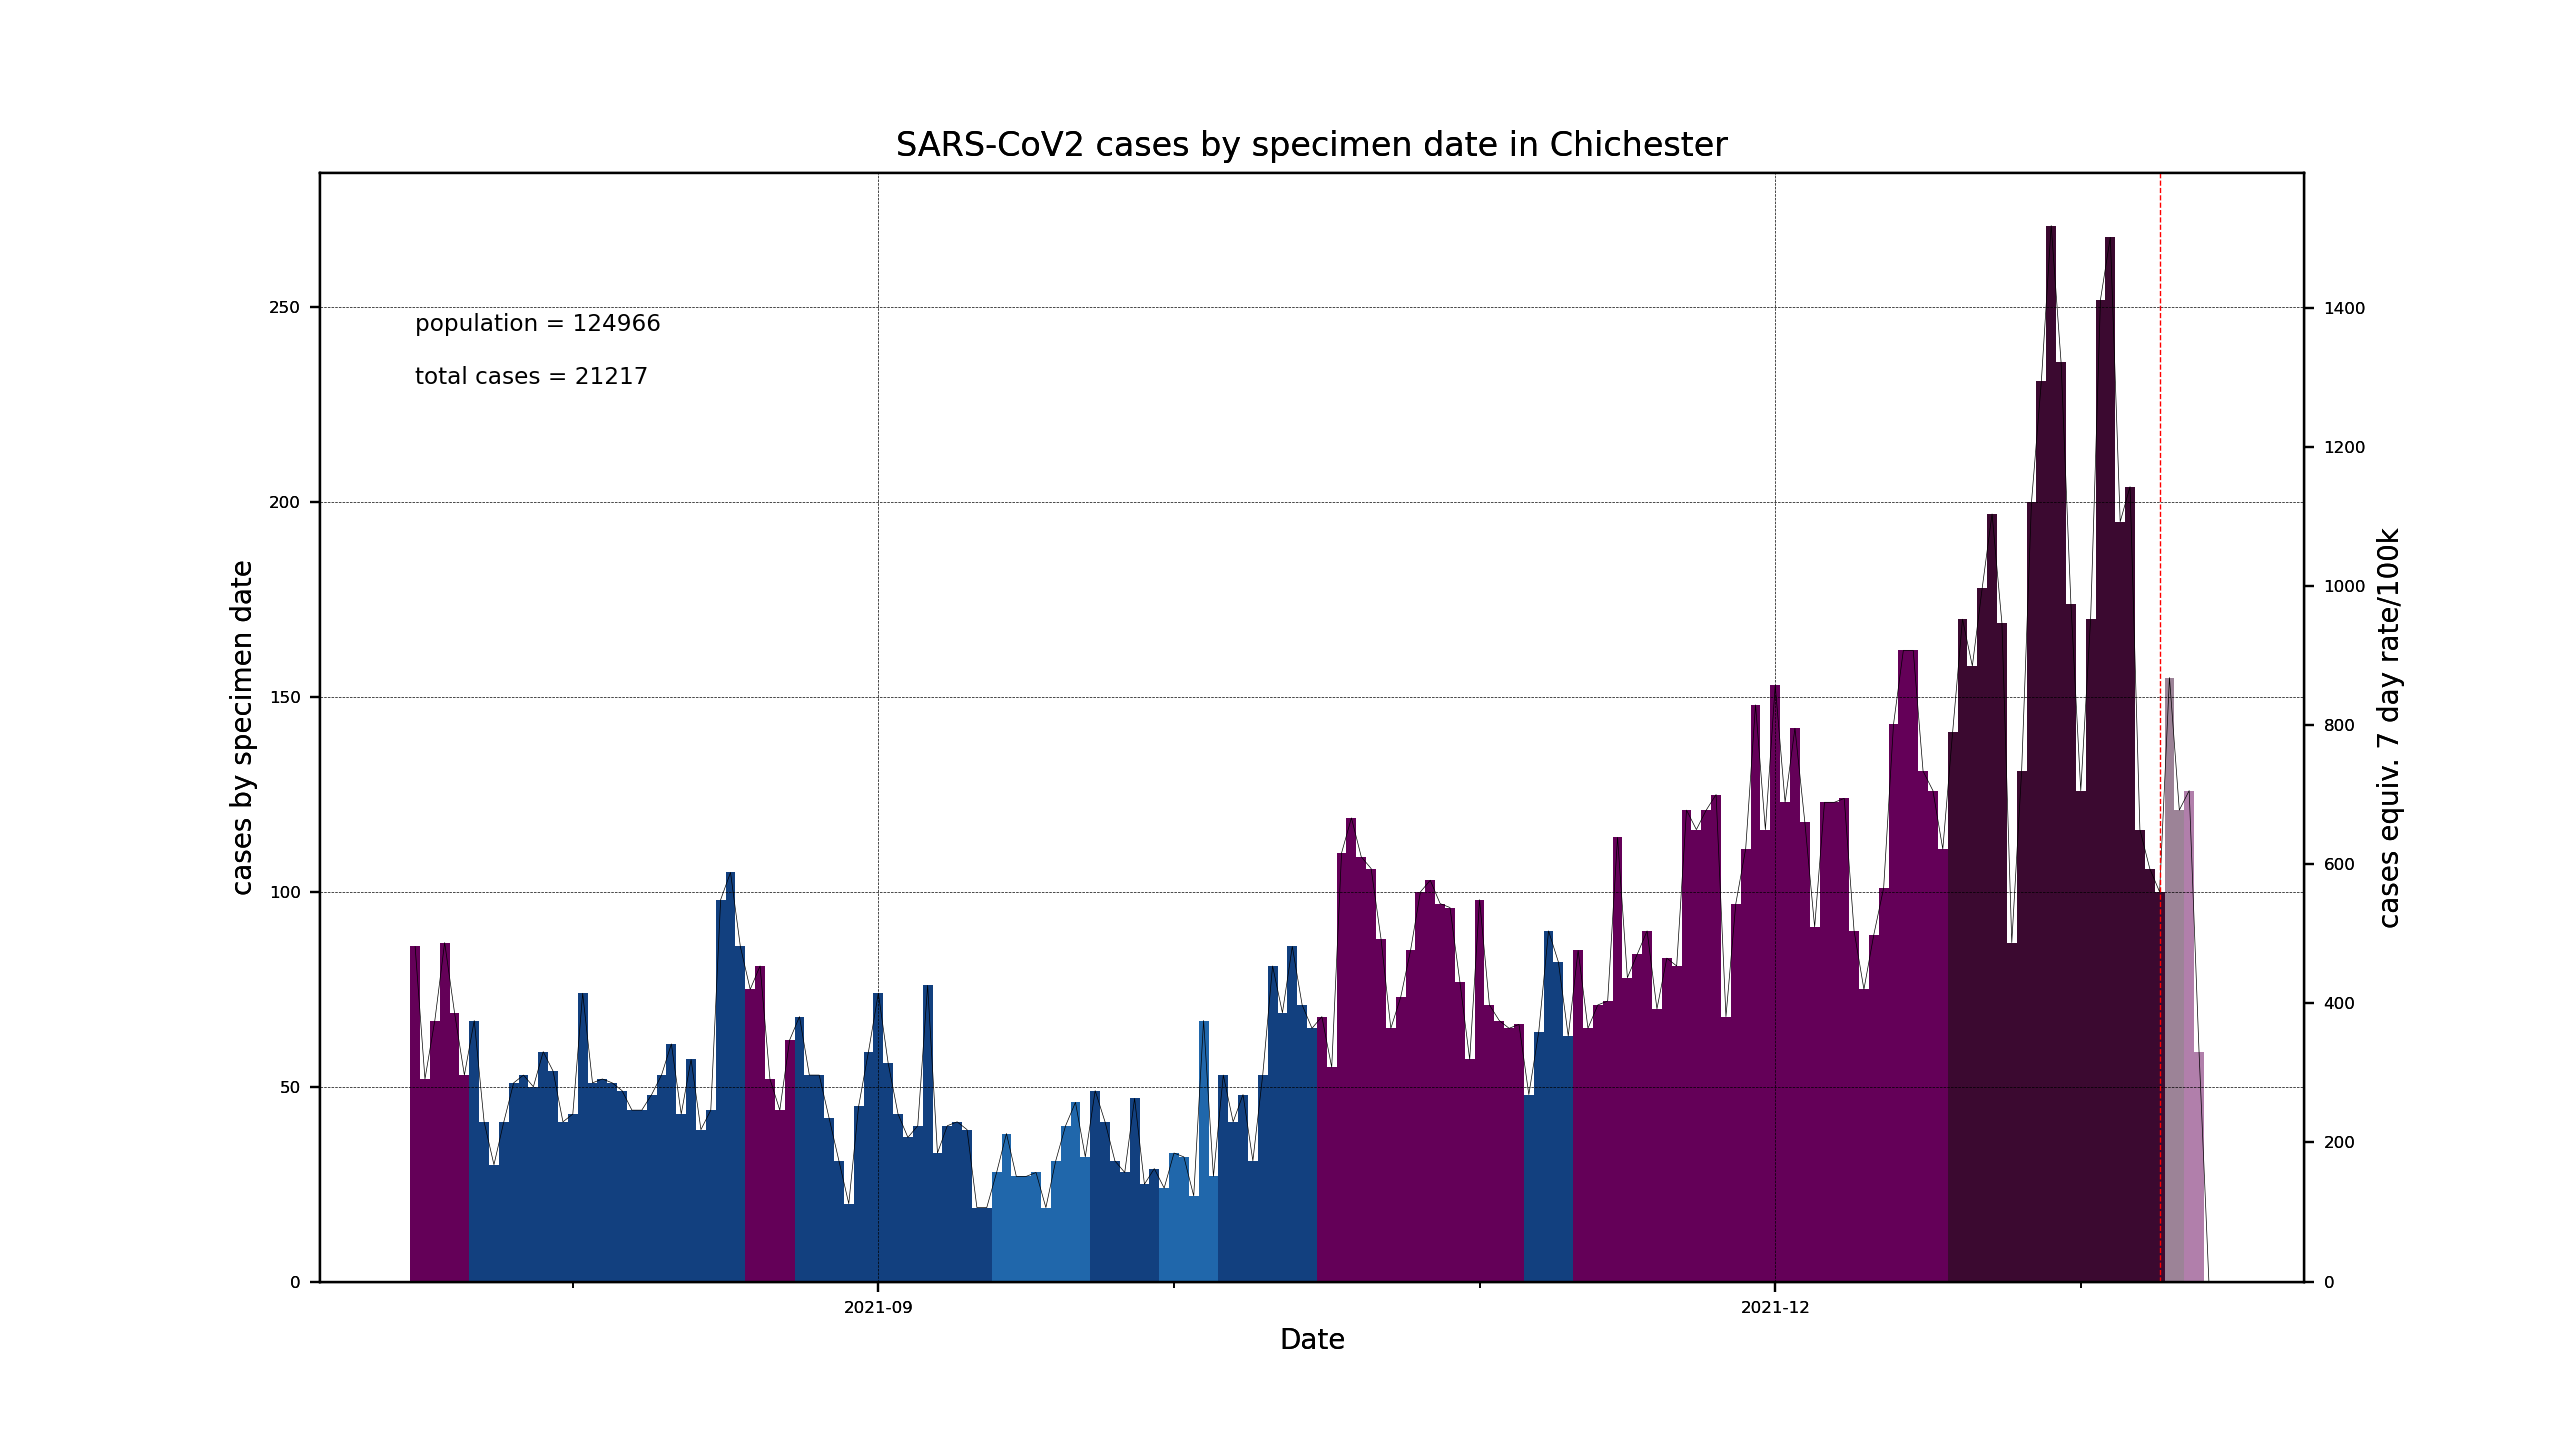 SARS-CoV2 cases by specimen date in Chichester
population = 124966
total cases = 21217
cases by specimen date
250
200
150
100
50
0
1400
1200
1000
800
600
400
200
0
cases equiv. 7 day rate/100k
2021-09
2021-12
Date